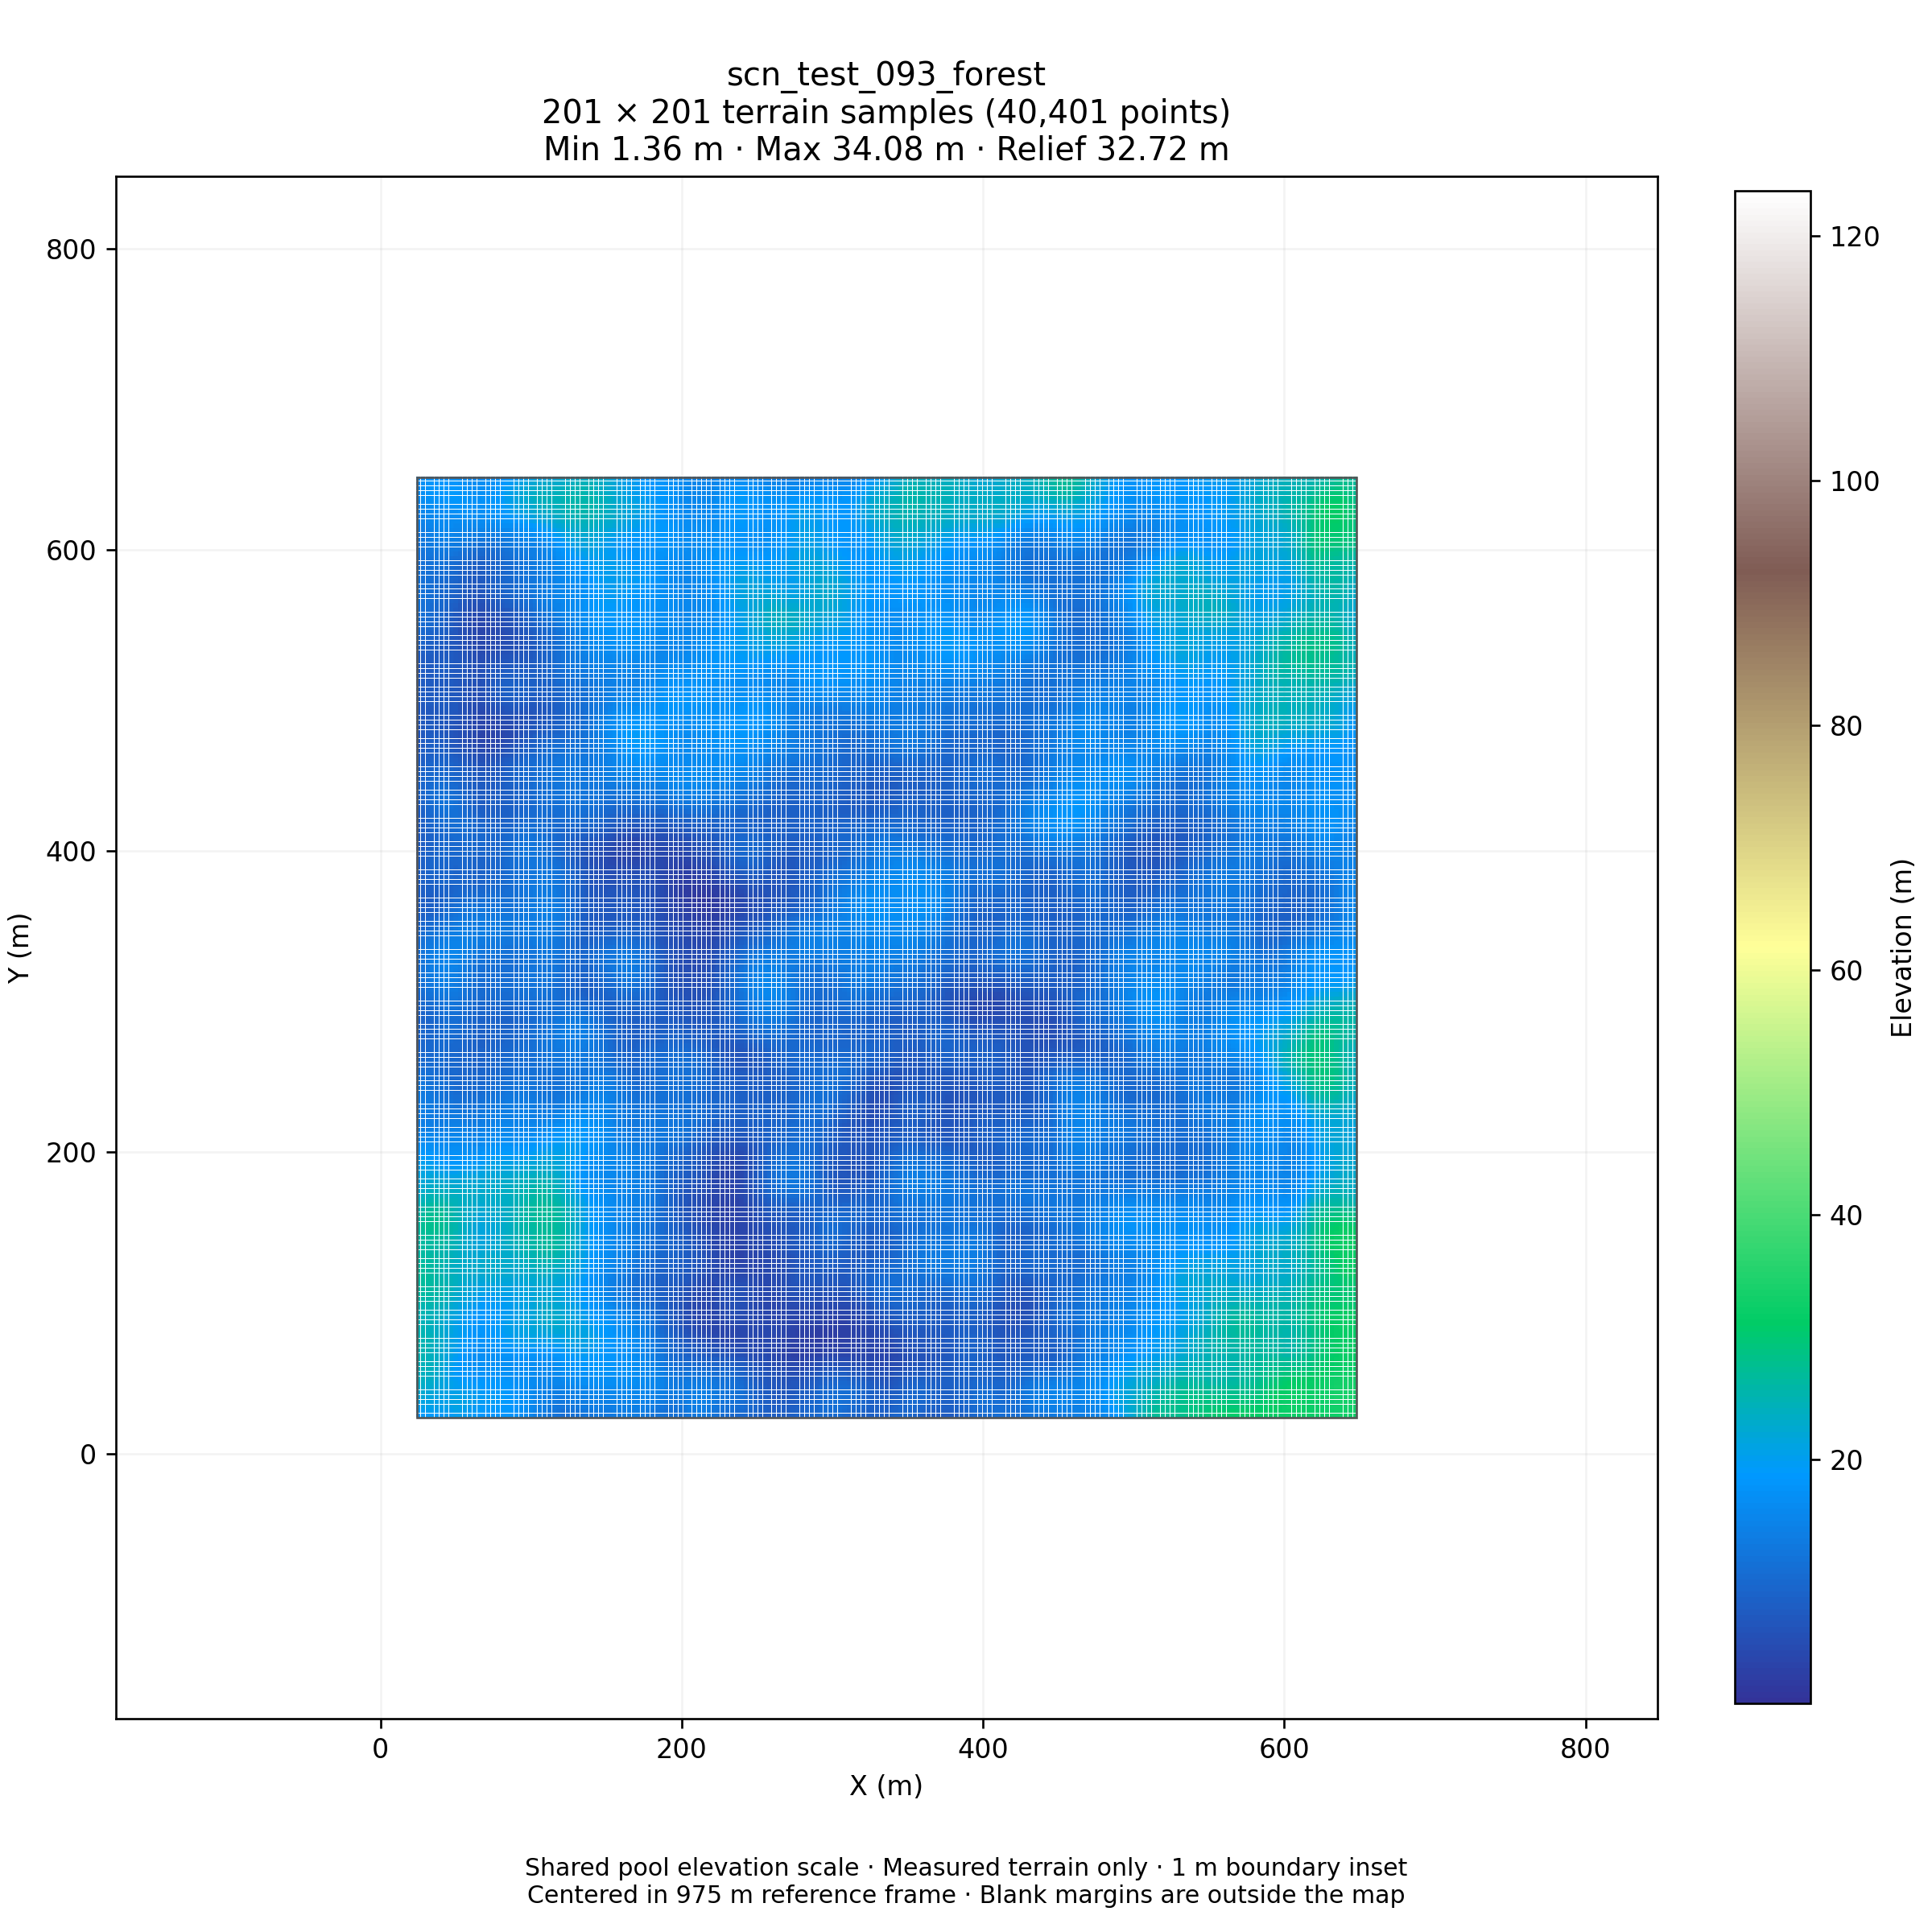 scn_test_093_forest
201 × 201 terrain samples (40,401 points)
Min 1.36 m · Max 34.08 m · Relief 32.72 m
800
600
400
200
0
Y (m)
0
200
400
600
800
X (m)
120
100
80
60
40
20
Elevation (m)
Shared pool elevation scale · Measured terrain only · 1 m boundary inset
Centered in 975 m reference frame · Blank margins are outside the map